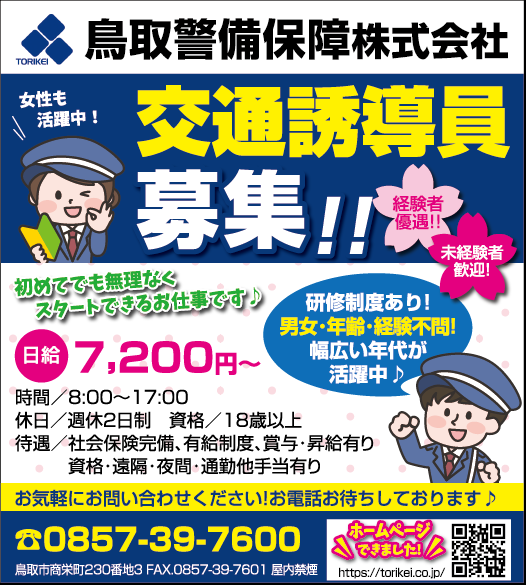 TORIKEI
鳥取警備保障株式会社
女性も
活躍中!
交通誘導員
募集!!
経験者
優遇!!
未経験者
歓迎!
初めてでも無理なく
スタートできるお仕事です♪
研修制度あり!
男女・年齢・経験不問!
幅広い年代が
活躍中♪
日給 7,200円〜
時間/8:00〜17:00
休日/週休2日制 資格/18歳以上
待遇/社会保険完備、有給制度、賞与・昇給有り
資格・遠隔・夜間・通勤他手当有り
お気軽にお問い合わせください!お電話お待ちしております♪
☎0857-39-7600
鳥取市商栄町230番地3 FAX.0857-39-7601 屋内禁煙
ホームページ
できました!
https://torikei.co.jp/